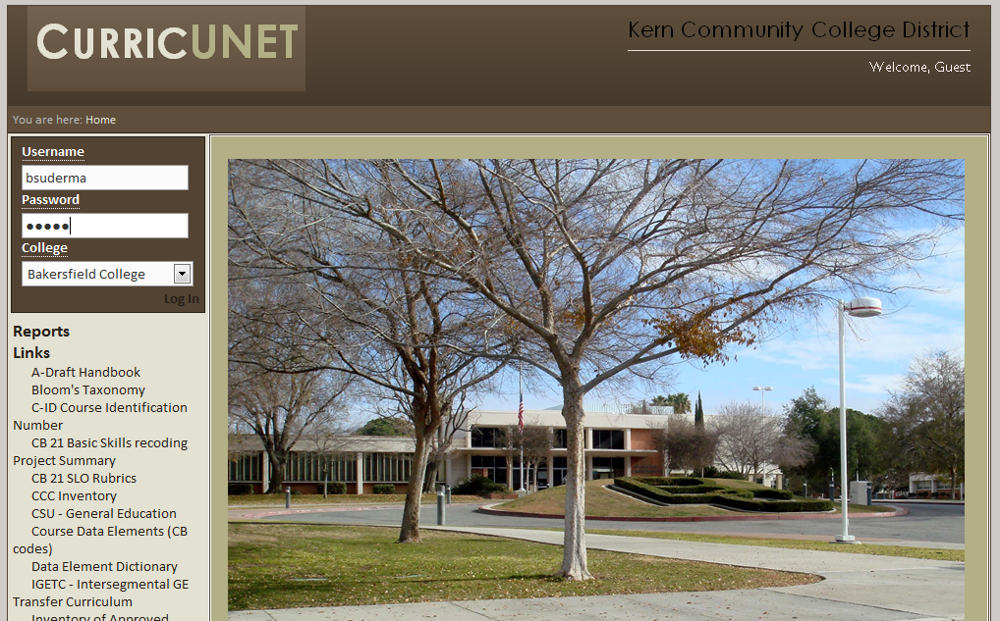 CURRICUNET
Kern Community College District
Welcome, Guest
You are here: Home
Username
bsuderma
Password
●●●●●
College
Bakersfield College
Log In
Reports
Links
A-Draft Handbook
Bloom's Taxonomy
C-ID Course Identification
Number
CB 21 Basic Skills recoding
Project Summary
CB 21 SLO Rubrics
CCC Inventory
CSU - General Education
Course Data Elements (CB
codes)
Data Element Dictionary
IGETC - Intersegmental GE
Transfer Curriculum
Inventory of Approved